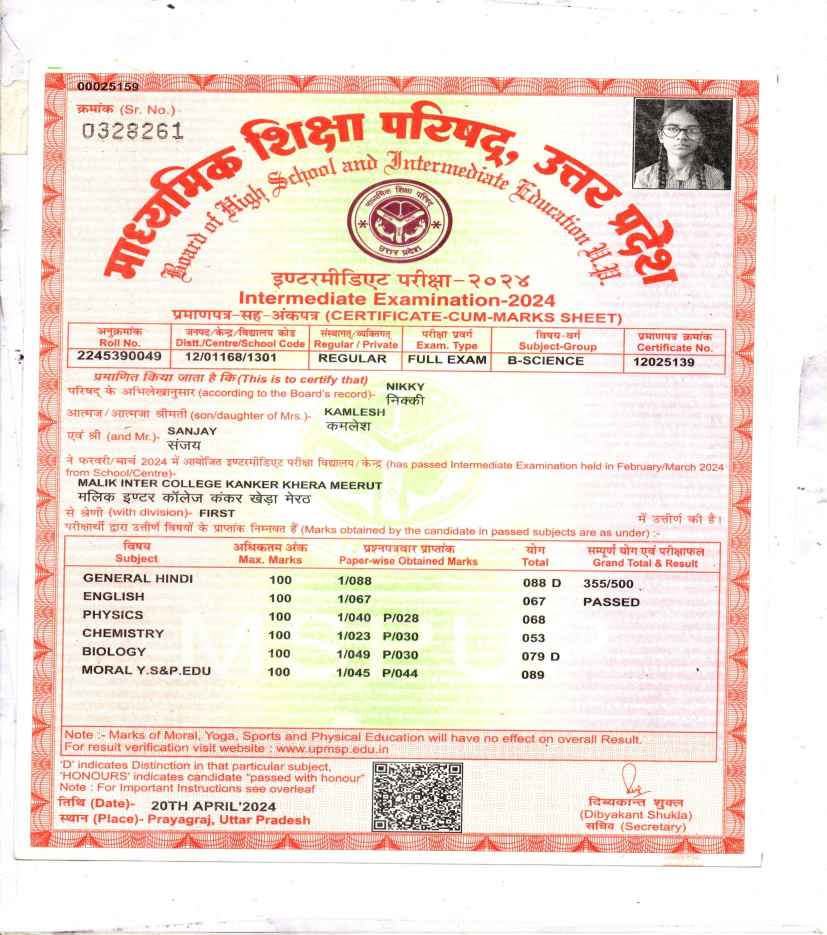 00025159
क्रमांक (Sr. No.)-
0328261
माध्यमिक शिक्षा परिषद्, उत्तर प्रदेश
Board of High School and Intermediate Education U.P.
माध्यमिक शिक्षा परिषद्
उत्तर प्रदेश
इण्टरमीडिएट परीक्षा-२०२४
Intermediate Examination-2024
प्रमाणपत्र-सह-अंकपत्र (CERTIFICATE-CUM-MARKS SHEET)
अनुक्रमांक जनपद/केन्द्र/विद्यालय कोड संस्थागत/व्यक्तिगत परीक्षा प्रवर्ग विषय-वर्ग प्रमाणपत्र क्रमांक
Roll No. Distt./Centre/School Code Regular / Private Exam. Type Subject-Group Certificate No.
2245390049 12/01168/1301 REGULAR FULL EXAM B-SCIENCE 12025139
प्रमाणित किया जाता है कि (This is to certify that)
परिषद् के अभिलेखानुसार (according to the Board's record)- NIKKY
निक्की
आत्मज/आत्मजा श्रीमती (son/daughter of Mrs.)- KAMLESH
कमलेश
एवं श्री (and Mr.)- SANJAY
संजय
ने फरवरी/मार्च 2024 में आयोजित इण्टरमीडिएट परीक्षा विद्यालय/केन्द्र (has passed Intermediate Examination held in February/March 2024
from School/Centre)-
MALIK INTER COLLEGE KANKER KHERA MEERUT
मलिक इण्टर कॉलेज कंकर खेड़ा मेरठ
से श्रेणी (with division)- FIRST में उत्तीर्ण की है।
परीक्षार्थी द्वारा उत्तीर्ण विषयों के प्राप्तांक निम्नवत हैं (Marks obtained by the candidate in passed subjects are as under) :-
विषय अधिकतम अंक प्रश्नपत्रवार प्राप्तांक योग सम्पूर्ण योग एवं परीक्षाफल
Subject Max. Marks Paper-wise Obtained Marks Total Grand Total & Result
GENERAL HINDI 100 1/088 088 D 355/500
ENGLISH 100 1/067 067 PASSED
PHYSICS 100 1/040 P/028 068
CHEMISTRY 100 1/023 P/030 053
BIOLOGY 100 1/049 P/030 079 D
MORAL Y.S&P.EDU 100 1/045 P/044 089
MSP UP
Note :- Marks of Moral, Yoga, Sports and Physical Education will have no effect on overall Result.
For result verification visit website : www.upmsp.edu.in
'D' indicates Distinction in that particular subject,
'HONOURS' indicates candidate "passed with honour"
Note : For Important Instructions see overleaf
तिथि (Date)- 20TH APRIL'2024
स्थान (Place)- Prayagraj, Uttar Pradesh
दिब्यकान्त शुक्ल
(Dibyakant Shukla)
सचिव (Secretary)